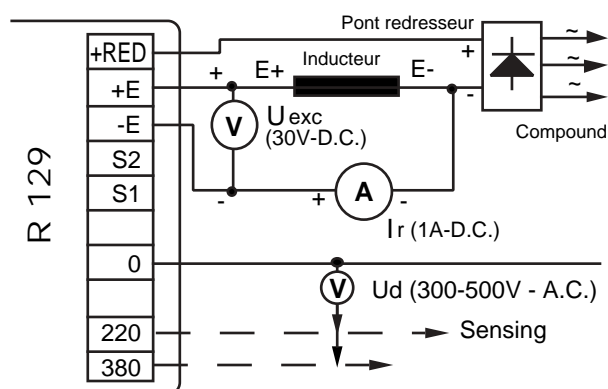 Pont redresseur
+RED
+
~
Inducteur
~
+
E+
E-
+E
-
~
U exc
V
(30V-D.C.)
Compound
-E
S2
S1
-
+
A
-
R 129
I r (1A-D.C.)
0
V
Ud (300-500V - A.C.)
220
Sensing
380